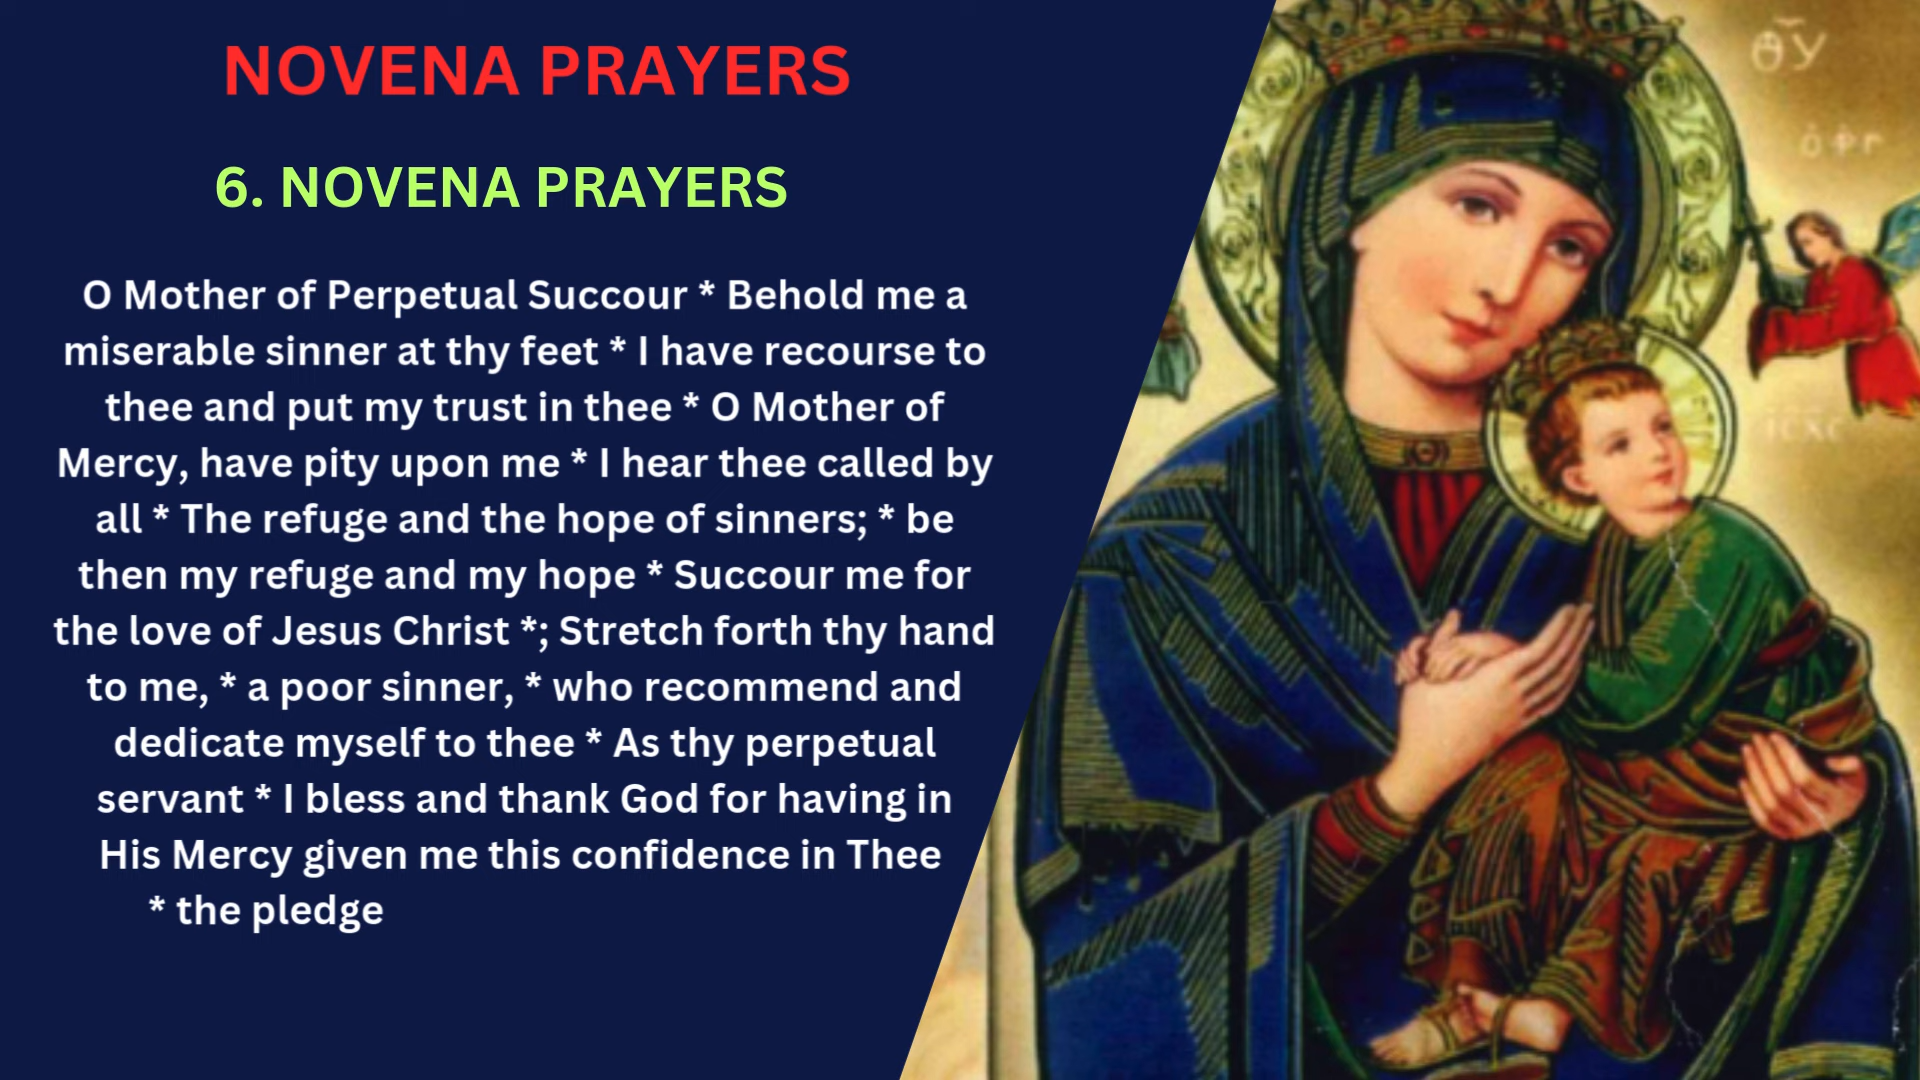 NOVENA PRAYERS
6. NOVENA PRAYERS
O Mother of Perpetual Succour * Behold me a
miserable sinner at thy feet * I have recourse to
thee and put my trust in thee * O Mother of
Mercy, have pity upon me * I hear thee called by
all * The refuge and the hope of sinners; * be
then my refuge and my hope * Succour me for
the love of Jesus Christ *; Stretch forth thy hand
to me, * a poor sinner, * who recommend and
dedicate myself to thee * As thy perpetual
servant * I bless and thank God for having in
His Mercy given me this confidence in Thee
* the pledge